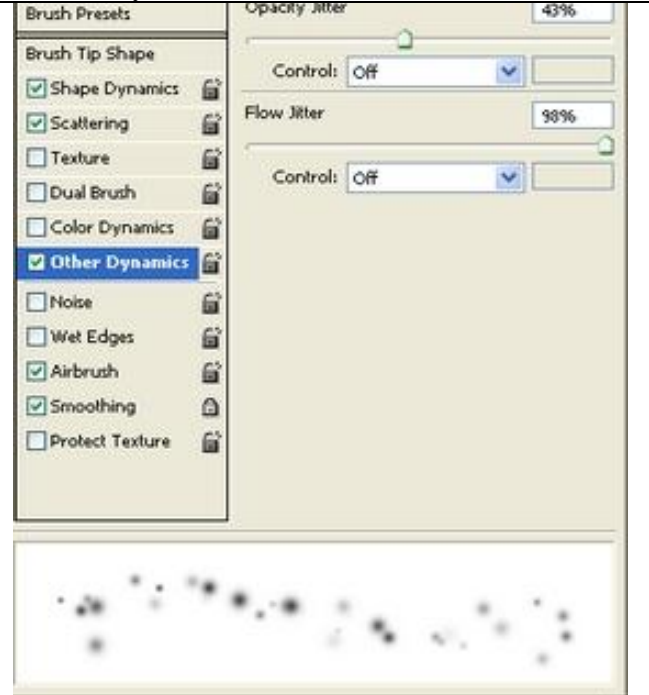 Brush Presets
Opacity Jitter 43%
Brush Tip Shape
Control: Off
Shape Dynamics
Scattering
Flow Jitter 98%
Texture
Control: Off
Dual Brush
Color Dynamics
Other Dynamics
Noise
Wet Edges
Airbrush
Smoothing
Protect Texture